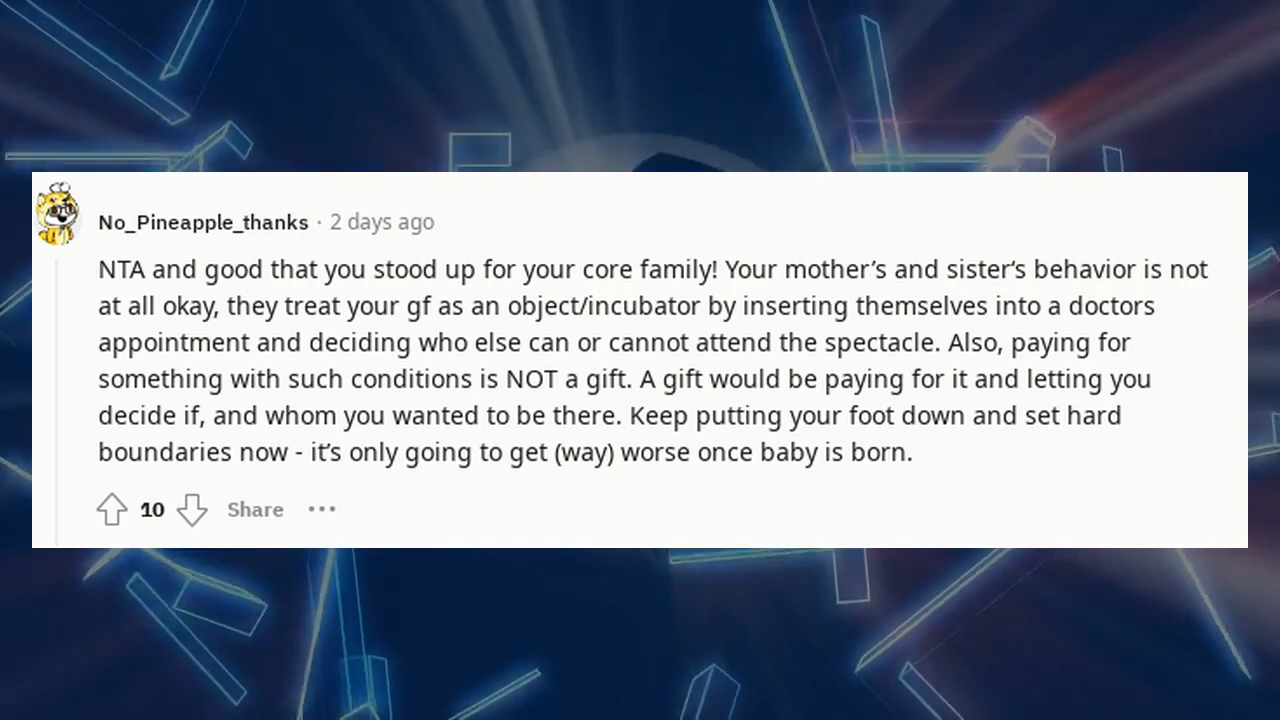 No_Pineapple_thanks · 2 days ago
NTA and good that you stood up for your core family! Your mother’s and sister’s behavior is not
at all okay, they treat your gf as an object/incubator by inserting themselves into a doctors
appointment and deciding who else can or cannot attend the spectacle. Also, paying for
something with such conditions is NOT a gift. A gift would be paying for it and letting you
decide if, and whom you wanted to be there. Keep putting your foot down and set hard
boundaries now - it’s only going to get (way) worse once baby is born.
10 Share